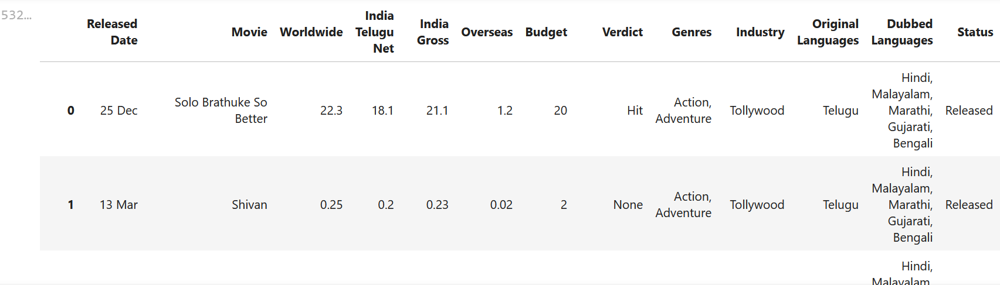 532...
Released Date Movie Worldwide India Telugu Net India Gross Overseas Budget Verdict Genres Industry Original Languages Dubbed Languages Status
0 25 Dec Solo Brathuke So Better 22.3 18.1 21.1 1.2 20 Hit Action, Adventure Tollywood Telugu Hindi, Malayalam, Marathi, Gujarati, Bengali Released
1 13 Mar Shivan 0.25 0.2 0.23 0.02 2 None Action, Adventure Tollywood Telugu Hindi, Malayalam, Marathi, Gujarati, Bengali Released
Hindi,
Malayalam,